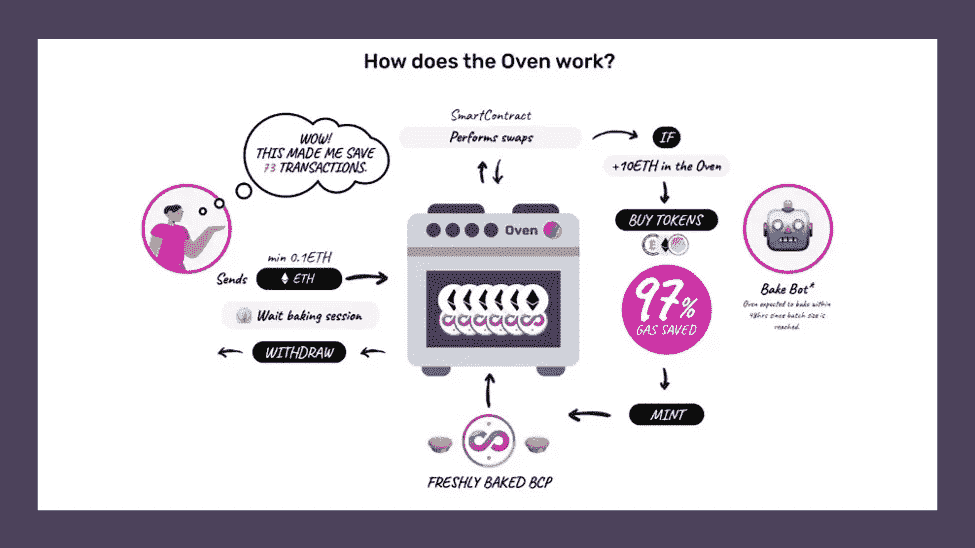 How does the Oven work?
SmartContract
Performs swaps
IF
+10ETH in the Oven
WOW!
THIS MADE ME SAVE
73 TRANSACTIONS.
BUY TOKENS
Oven
min 0.1ETH
Sends
ETH
Wait baking session
WITHDRAW
97%
GAS SAVED
Bake Bot*
Oven expected to bake within
48hrs since batch size is
reached.
MINT
FRESHLY BAKED BCP